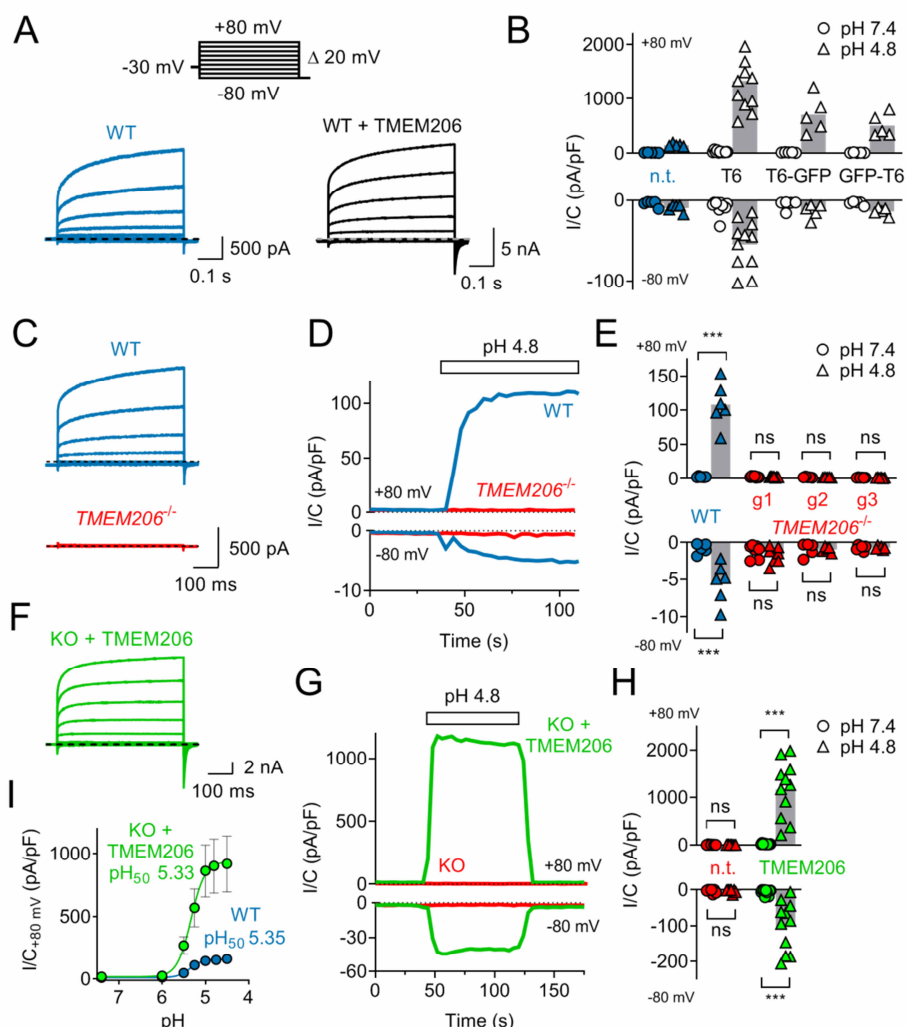 A
+80 mV
-30 mV
Δ 20 mV
-80 mV
WT
500 pA
0.1 s
WT + TMEM206
5 nA
0.1 s
B
pH 7.4
pH 4.8
+80 mV
2000
1000
0
n.t.
T6
T6-GFP
GFP-T6
I/C (pA/pF)
0
-100
-80 mV
C
WT
TMEM206-/-
500 pA
100 ms
D
pH 4.8
100
50
0
WT
+80 mV
TMEM206-/-
I/C (pA/pF)
0
-80 mV
-10
0
50
100
Time (s)
E
+80 mV
***
pH 7.4
pH 4.8
150
100
50
0
ns
ns
ns
g1
g2
g3
WT
TMEM206-/-
I/C (pA/pF)
0
-5
-10
ns
ns
ns
-80 mV
***
F
KO + TMEM206
2 nA
100 ms
G
pH 4.8
KO +
TMEM206
1000
500
0
KO
+80 mV
I/C (pA/pF)
0
-30
-60
-80 mV
0
50
100
150
Time (s)
H
+80 mV
***
pH 7.4
pH 4.8
2000
1000
0
ns
n.t.
TMEM206
I/C (pA/pF)
0
-100
200
ns
-80 mV
***
I
KO +
TMEM206
pH50 5.33
WT
pH50 5.35
1000
500
0
I/C+80 mV (pA/pF)
7
6
5
4
pH